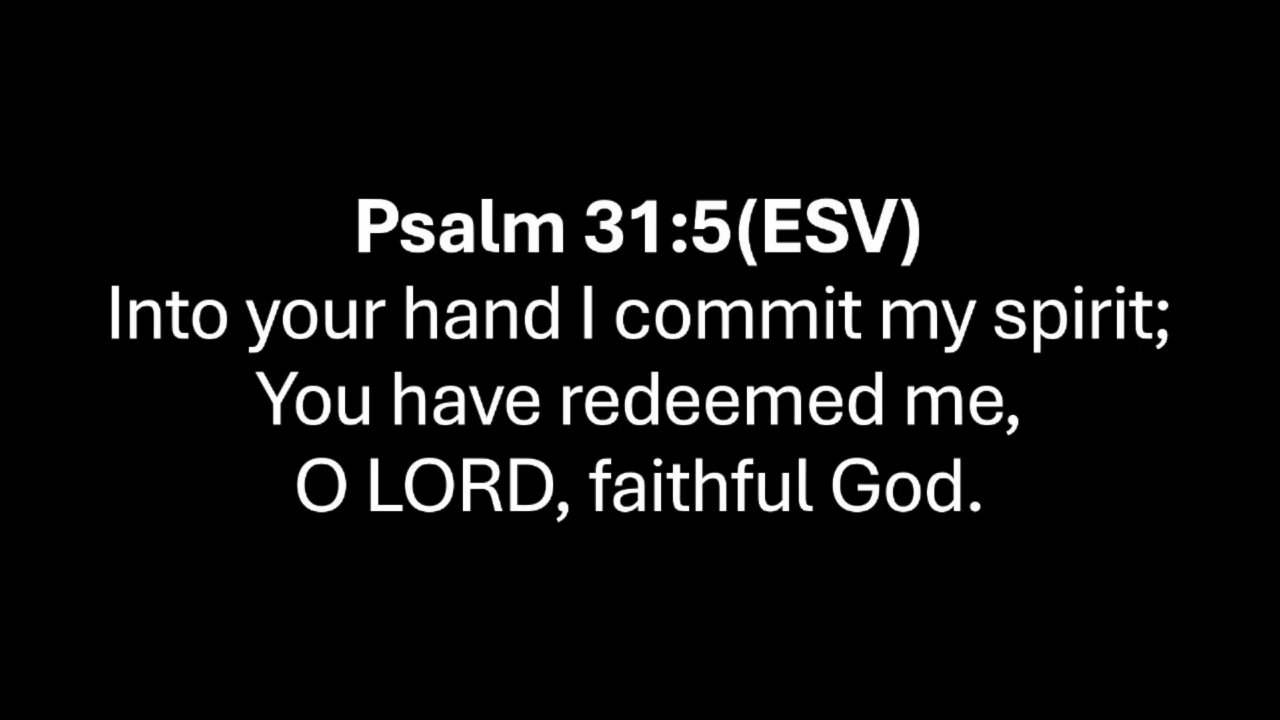 Psalm 31:5(ESV)
Into your hand I commit my spirit;
You have redeemed me,
O LORD, faithful God.